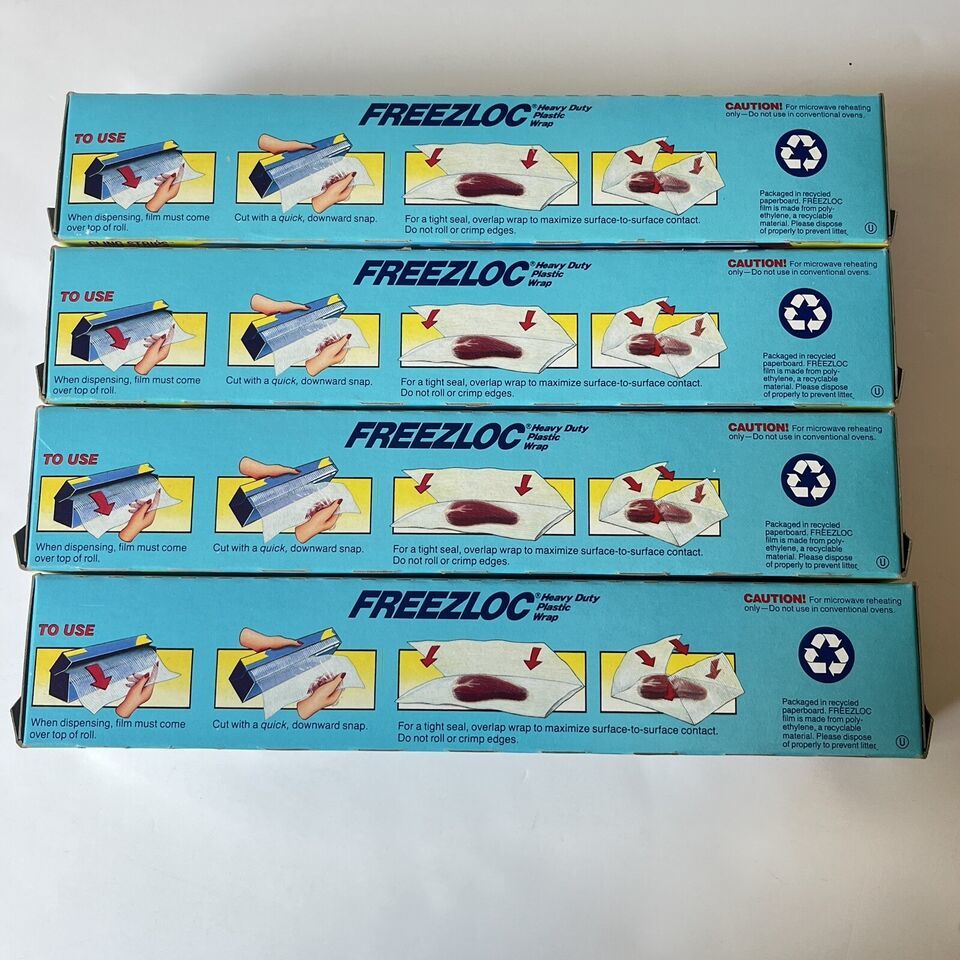 FREEZLOC® Heavy Duty
Plastic
Wrap
CAUTION! For microwave reheating
only—Do not use in conventional ovens.
TO USE
When dispensing, film must come
over top of roll.
Cut with a quick, downward snap.
For a tight seal, overlap wrap to maximize surface-to-surface contact.
Do not roll or crimp edges.
Packaged in recycled
paperboard. FREEZLOC
film is made from poly-
ethylene, a recyclable
material. Please dispose
of properly to prevent litter.
U
CLING STRIPS
FREEZLOC® Heavy Duty
Plastic
Wrap
CAUTION! For microwave reheating
only—Do not use in conventional ovens.
TO USE
When dispensing, film must come
over top of roll.
Cut with a quick, downward snap.
For a tight seal, overlap wrap to maximize surface-to-surface contact.
Do not roll or crimp edges.
Packaged in recycled
paperboard. FREEZLOC
film is made from poly-
ethylene, a recyclable
material. Please dispose
of properly to prevent litter.
U
FREEZLOC® Heavy Duty
Plastic
Wrap
CAUTION! For microwave reheating
only—Do not use in conventional ovens.
TO USE
When dispensing, film must come
over top of roll.
Cut with a quick, downward snap.
For a tight seal, overlap wrap to maximize surface-to-surface contact.
Do not roll or crimp edges.
Packaged in recycled
paperboard. FREEZLOC
film is made from poly-
ethylene, a recyclable
material. Please dispose
of properly to prevent litter.
U
FREEZLOC® Heavy Duty
Plastic
Wrap
CAUTION! For microwave reheating
only—Do not use in conventional ovens.
TO USE
When dispensing, film must come
over top of roll.
Cut with a quick, downward snap.
For a tight seal, overlap wrap to maximize surface-to-surface contact.
Do not roll or crimp edges.
Packaged in recycled
paperboard. FREEZLOC
film is made from poly-
ethylene, a recyclable
material. Please dispose
of properly to prevent litter.
U